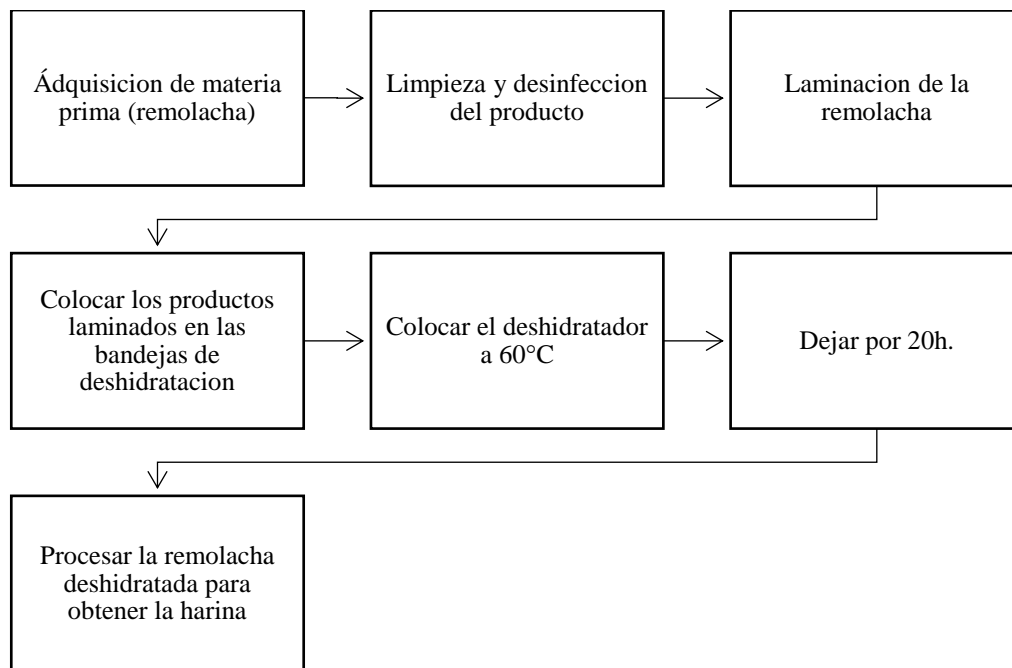 Ádquisicion de materia
prima (remolacha)
Limpieza y desinfeccion
del producto
Laminacion de la
remolacha
Colocar los productos
laminados en las
bandejas de
deshidratacion
Colocar el deshidratador
a 60°C
Dejar por 20h.
Procesar la remolacha
deshidratada para
obtener la harina